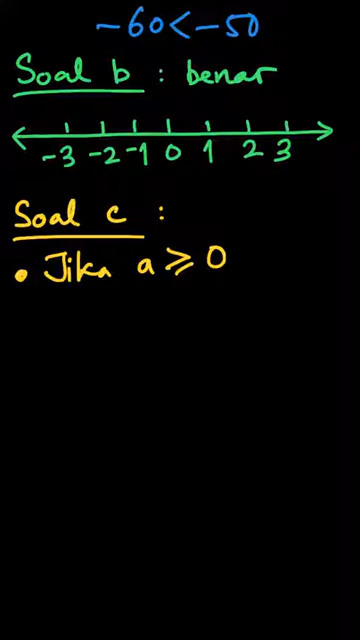 -60 < -50
Soal b : benar
-3 -2 -1 0 1 2 3
Soal c :
• Jika a ⩾ 0